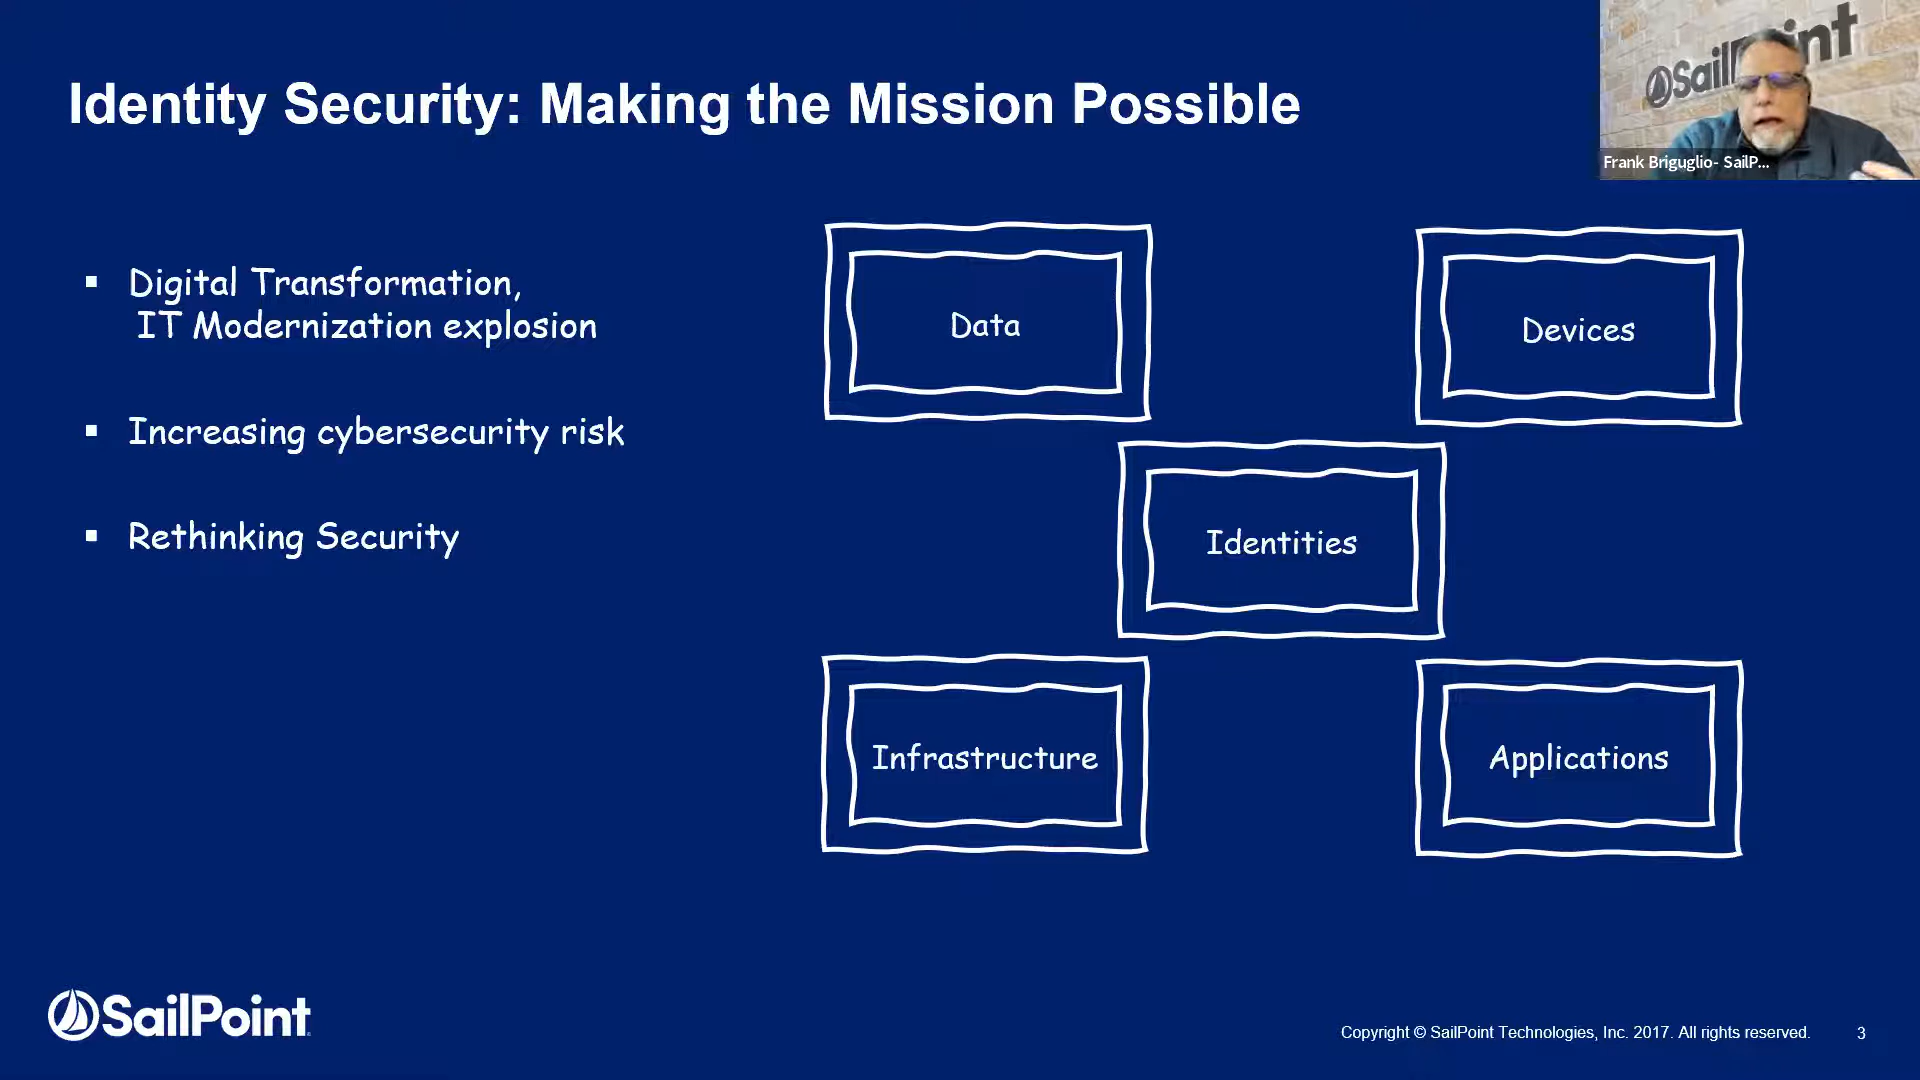 Identity Security: Making the Mission Possible
SailPoint
Frank Briguglio- SailP...
▪ Digital Transformation,
IT Modernization explosion
▪ Increasing cybersecurity risk
▪ Rethinking Security
Data
Devices
Identities
Infrastructure
Applications
SailPoint
Copyright © SailPoint Technologies, Inc. 2017. All rights reserved.
3